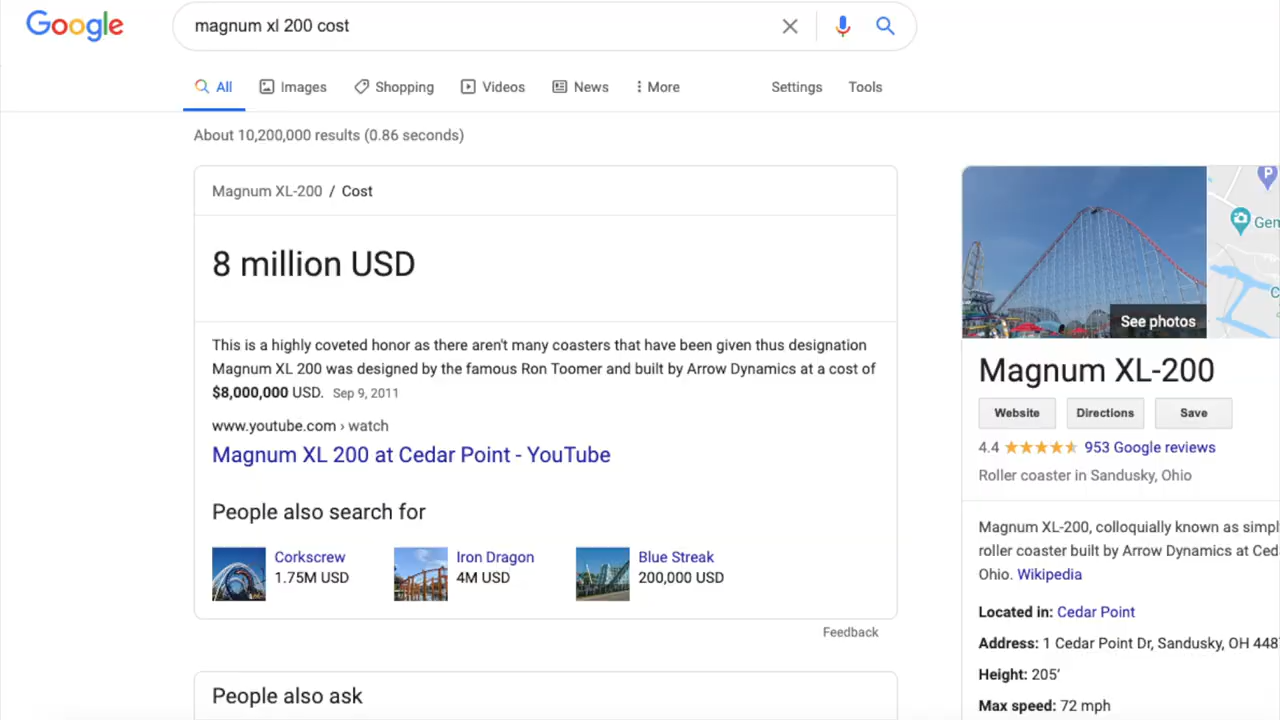 Google
magnum xl 200 cost
All Images Shopping Videos News More Settings Tools
About 10,200,000 results (0.86 seconds)
Magnum XL-200 / Cost
8 million USD
This is a highly coveted honor as there aren't many coasters that have been given thus designation
Magnum XL 200 was designed by the famous Ron Toomer and built by Arrow Dynamics at a cost of
$8,000,000 USD. Sep 9, 2011
www.youtube.com › watch
Magnum XL 200 at Cedar Point - YouTube
People also search for
Corkscrew
1.75M USD
Iron Dragon
4M USD
Blue Streak
200,000 USD
Feedback
People also ask
P
Gem
See photos
Magnum XL-200
Website Directions Save
4.4 953 Google reviews
Roller coaster in Sandusky, Ohio
Magnum XL-200, colloquially known as simpl
roller coaster built by Arrow Dynamics at Ced
Ohio. Wikipedia
Located in: Cedar Point
Address: 1 Cedar Point Dr, Sandusky, OH 4487
Height: 205′
Max speed: 72 mph